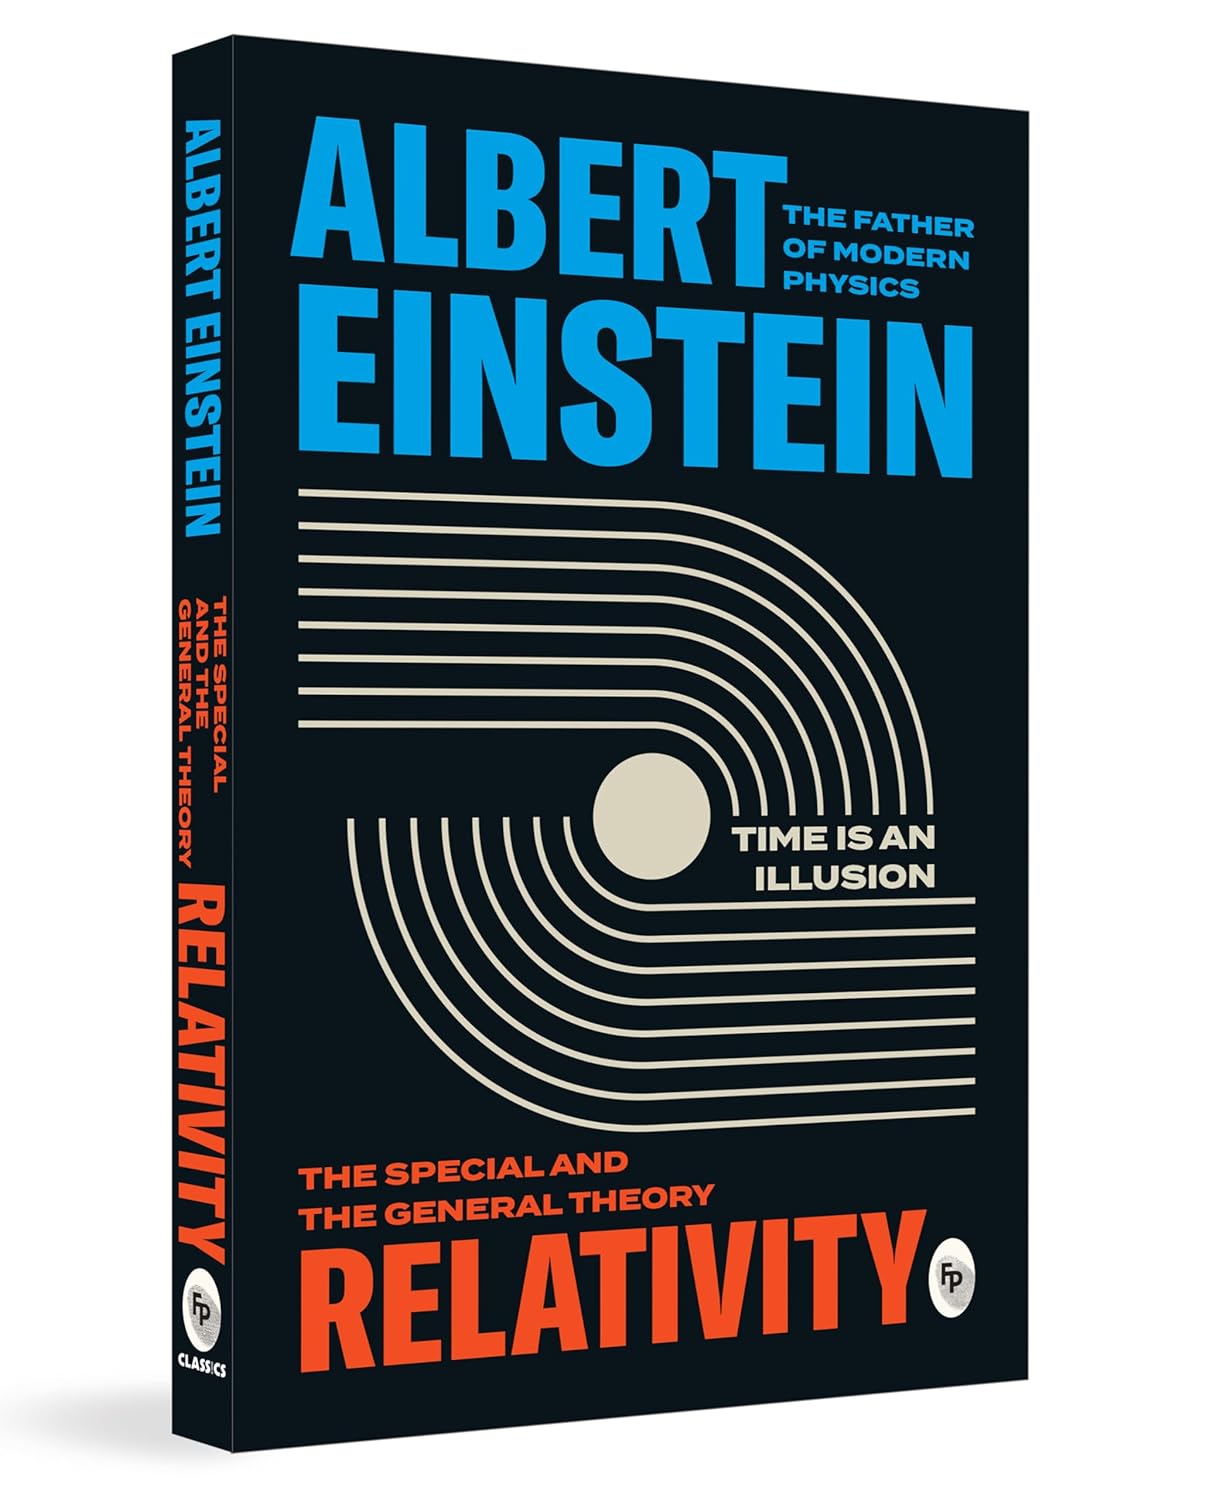 ALBERT
EINSTEIN
THE FATHER
OF MODERN
PHYSICS
TIME IS AN
ILLUSION
THE SPECIAL AND
THE GENERAL THEORY
RELATIVITY
FP
ALBERT EINSTEIN
THE SPECIAL
AND THE
GENERAL THEORY
RELATIVITY
FP
CLASSICS